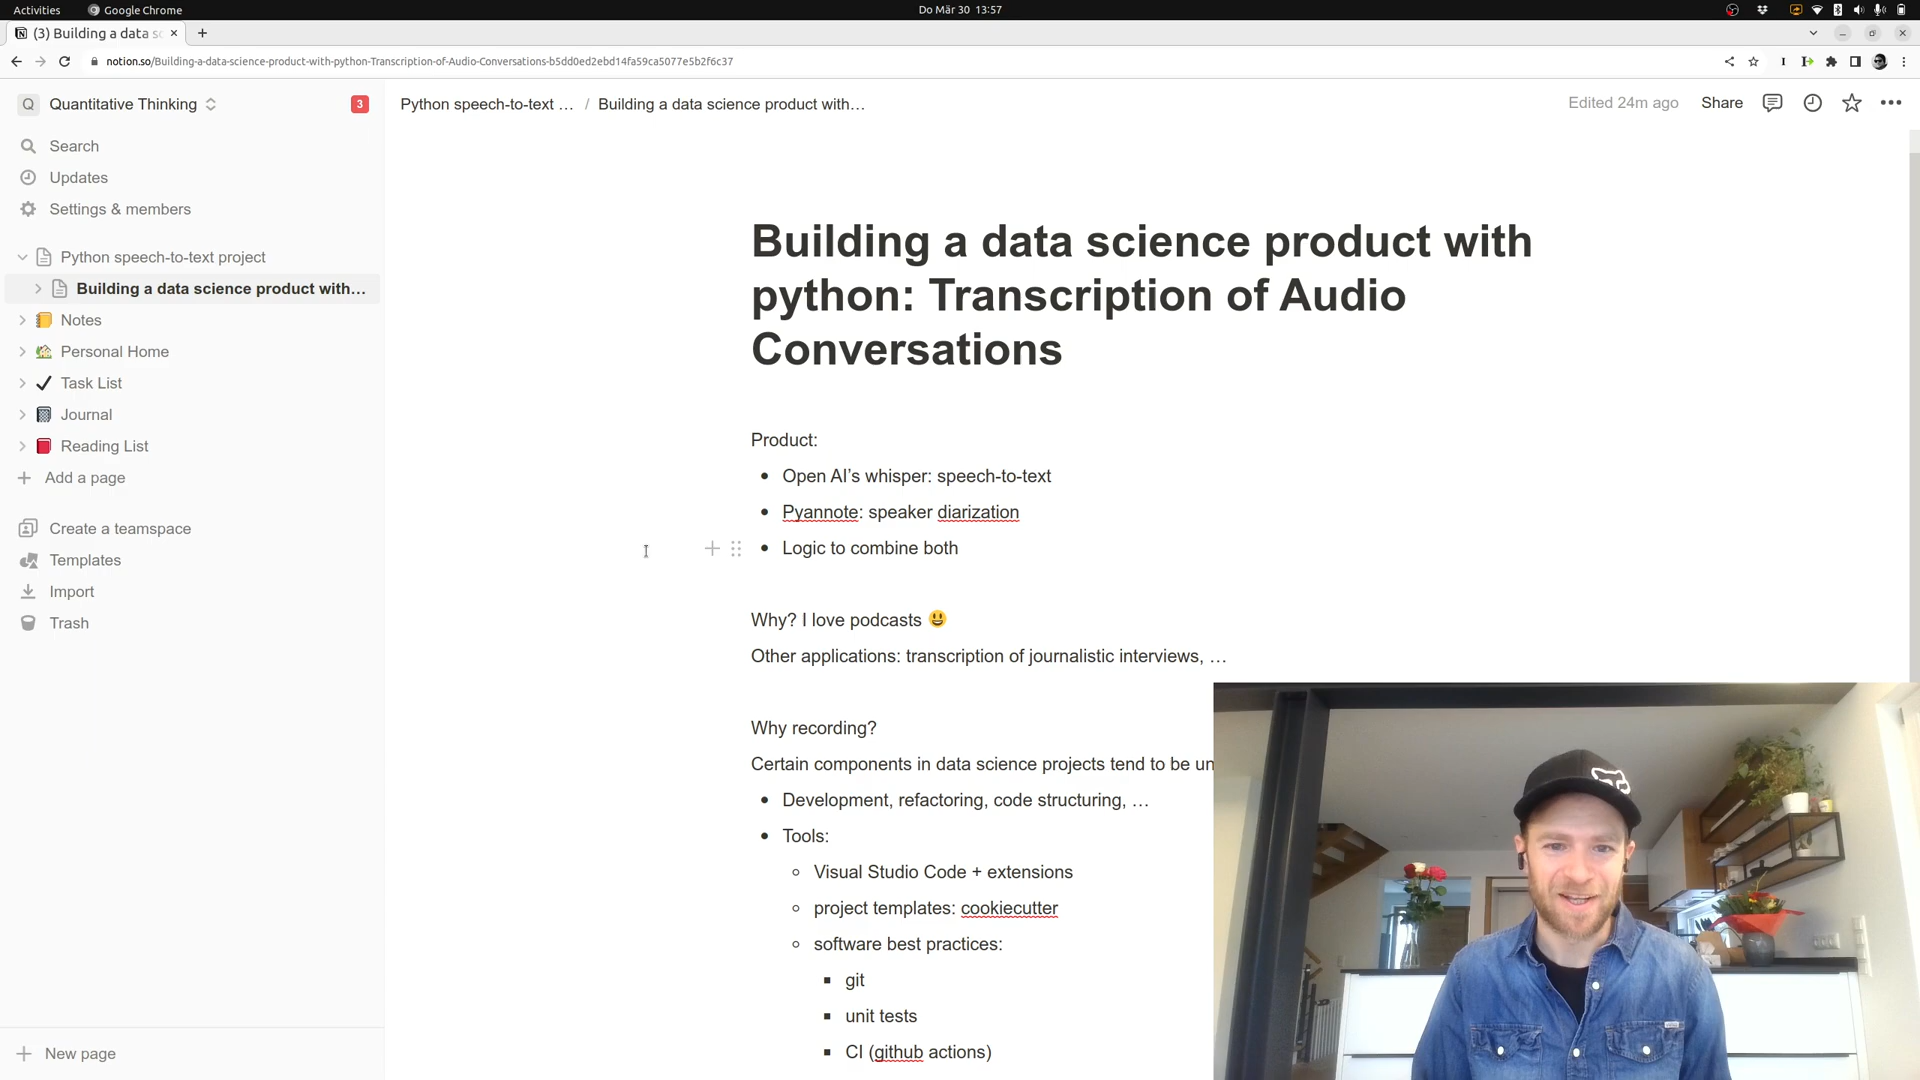 Activities
Google Chrome
Do Mär 30 13:57
(3) Building a data sc
notion.so/Building-a-data-science-product-with-python-Transcription-of-Audio-Conversations-b5dd0ed2ebd14fa59ca5077e5b2f6c37
Q Quantitative Thinking
3
Python speech-to-text … / Building a data science product with…
Edited 24m ago
Share
Search
Updates
Settings & members
Python speech-to-text project
Building a data science product with…
Notes
Personal Home
Task List
Journal
Reading List
Add a page
Create a teamspace
Templates
Import
Trash
New page
Building a data science product with
python: Transcription of Audio
Conversations
Product:
• Open AI’s whisper: speech-to-text
• Pyannote: speaker diarization
• Logic to combine both
Why? I love podcasts 😃
Other applications: transcription of journalistic interviews, …
Why recording?
Certain components in data science projects tend to be un
• Development, refactoring, code structuring, …
• Tools:
◦ Visual Studio Code + extensions
◦ project templates: cookiecutter
◦ software best practices:
▪ git
▪ unit tests
▪ CI (github actions)